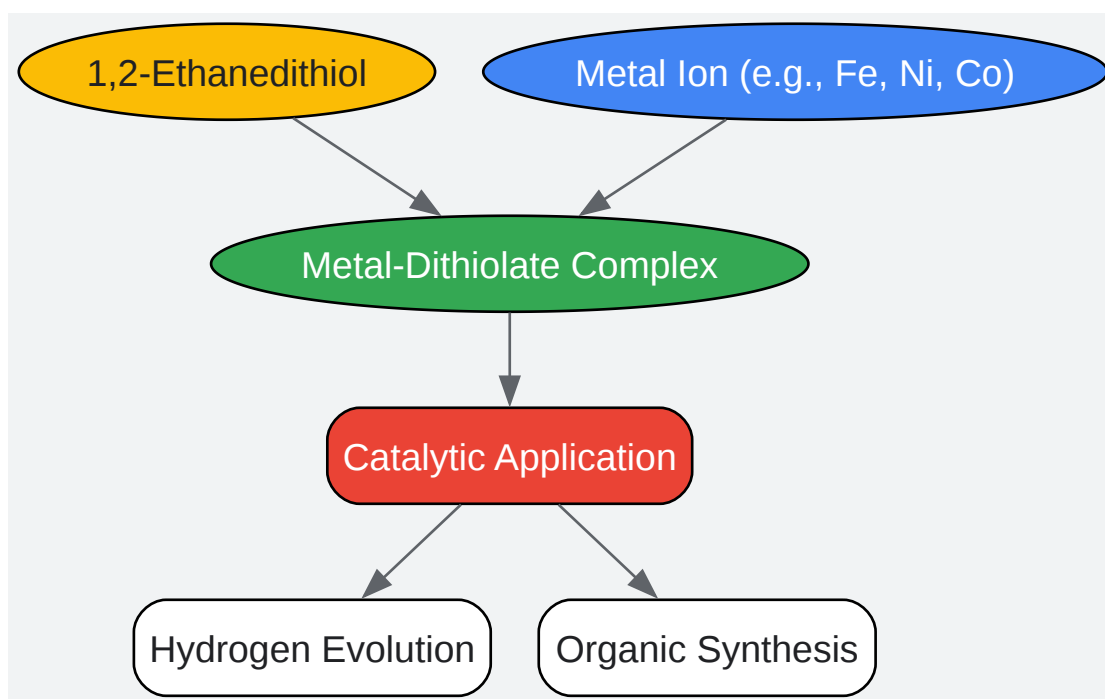 1,2-Ethanedithiol
Metal Ion (e.g., Fe, Ni, Co)
Metal-Dithiolate Complex
Catalytic Application
Hydrogen Evolution
Organic Synthesis